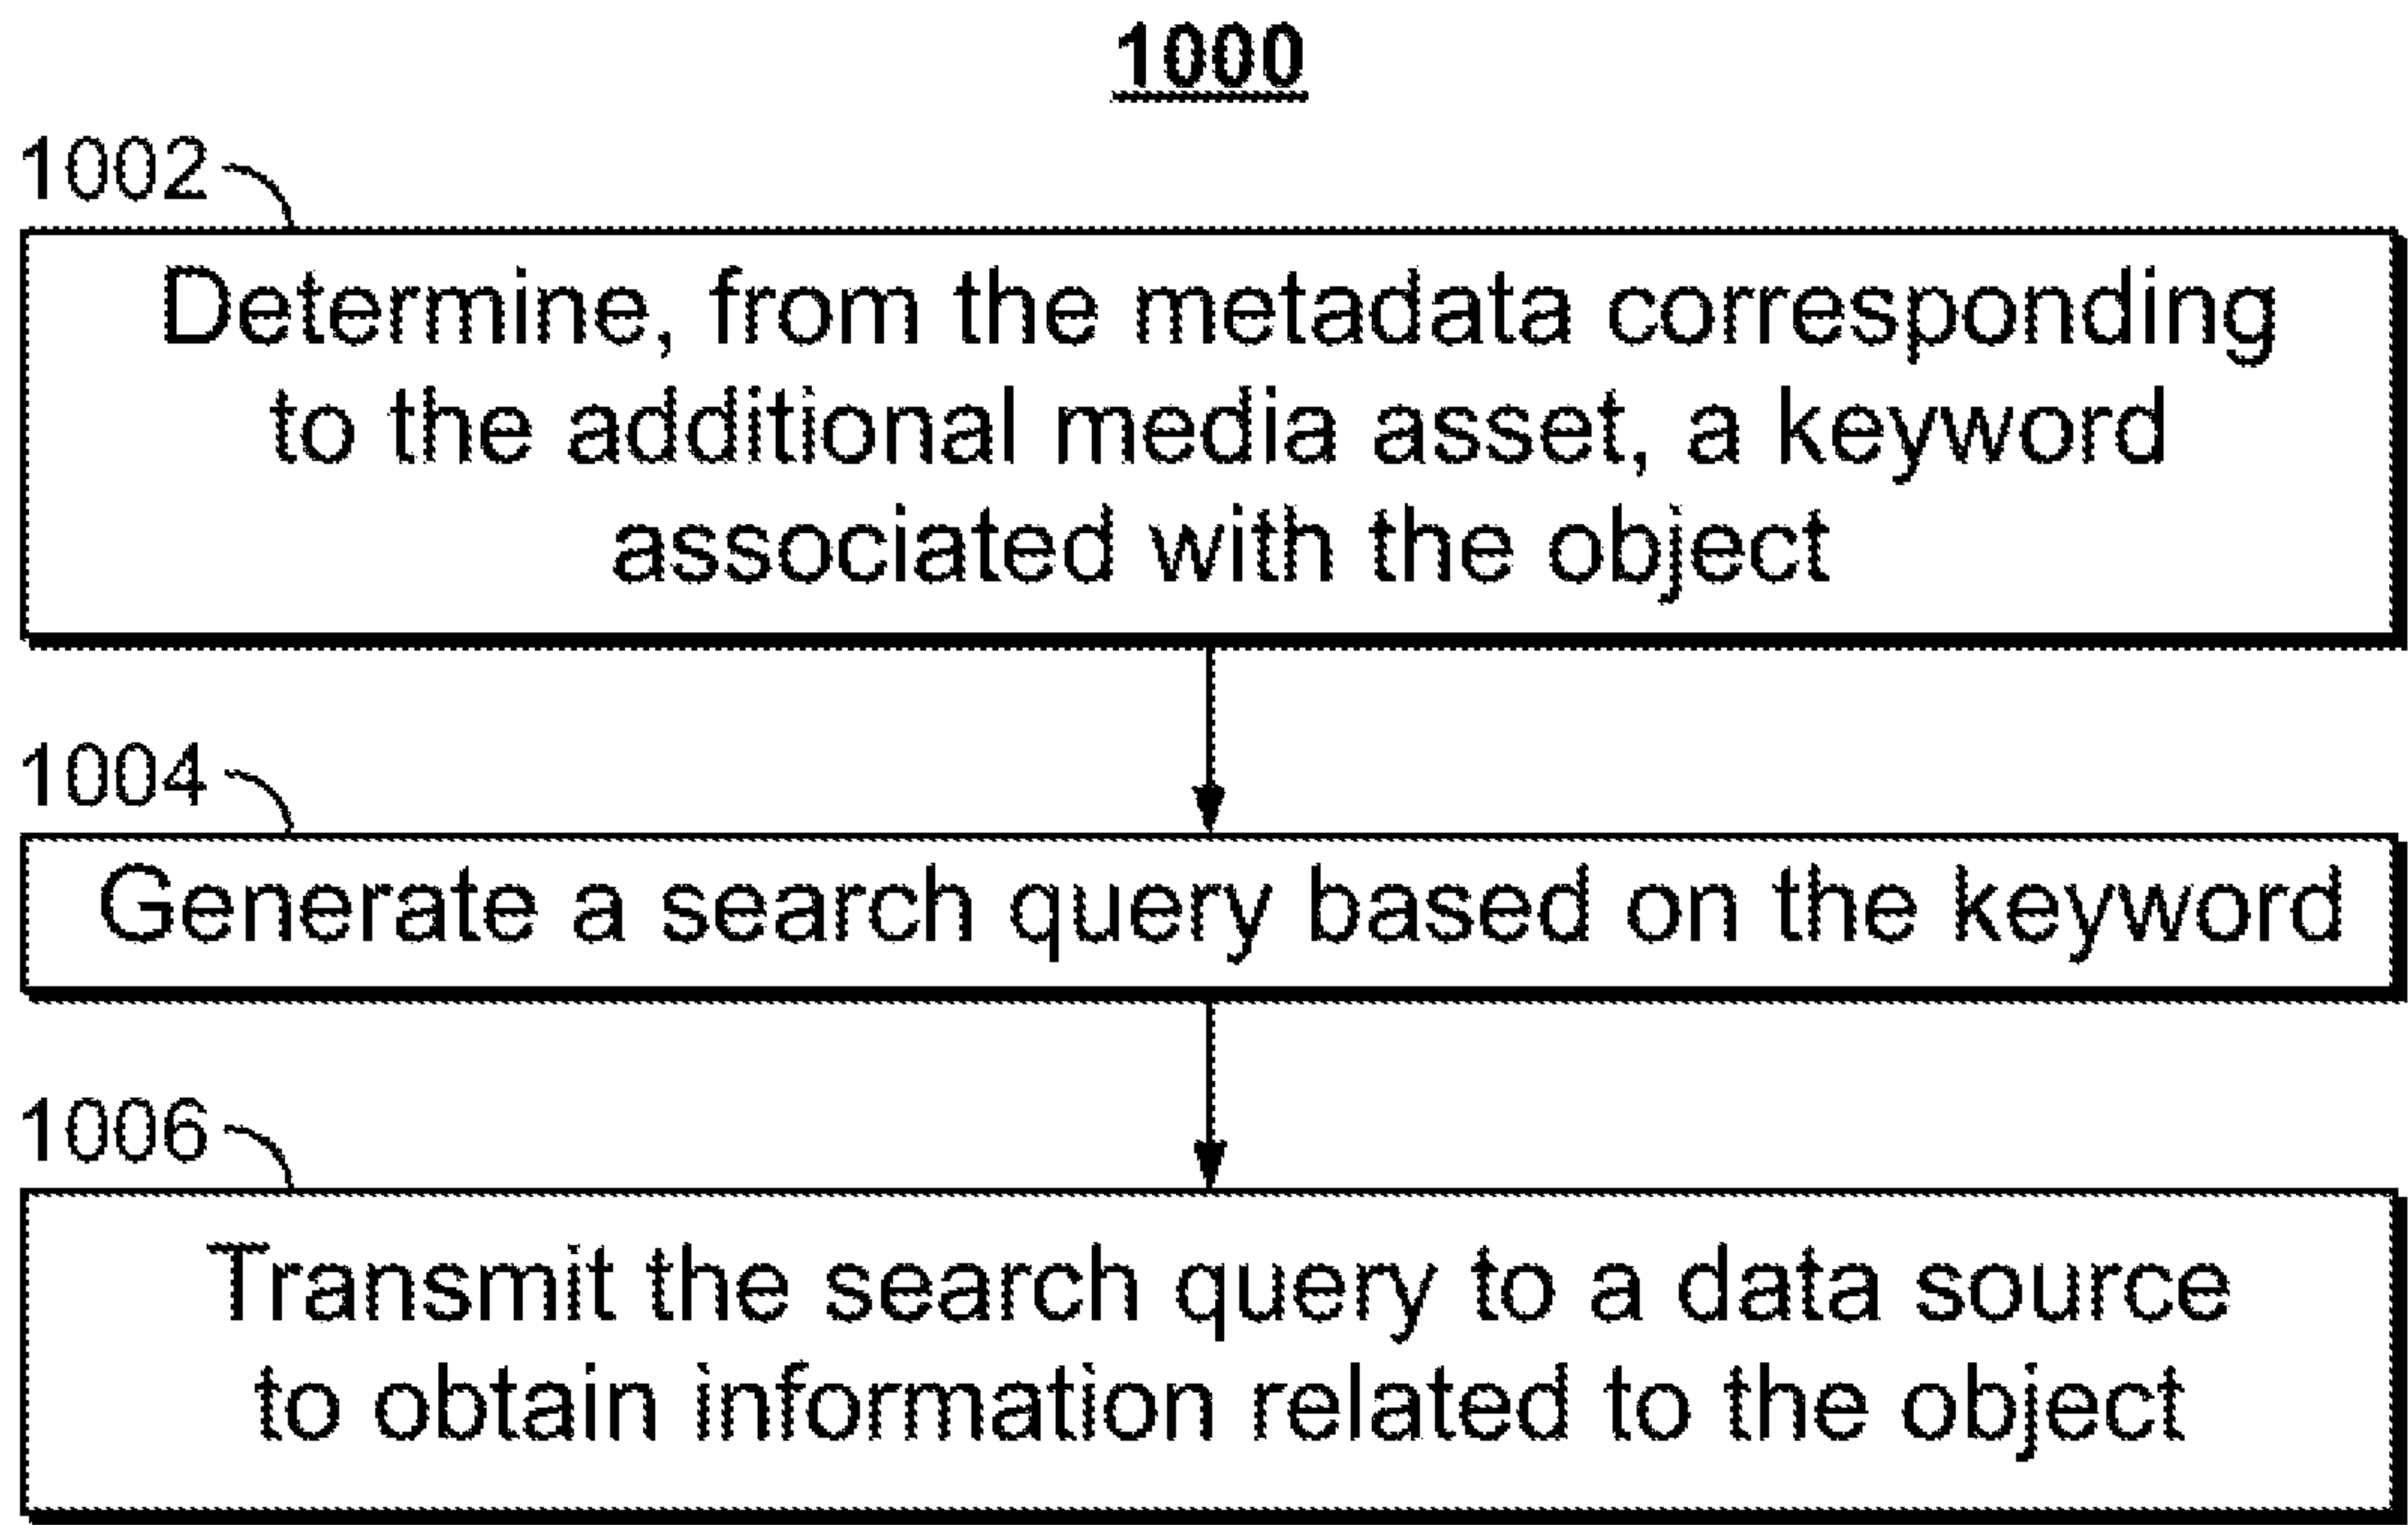 1000
1002
Determine, from the metadata corresponding
to the additional media asset, a keyword
associated with the object
1004
Generate a search query based on the keyword
1006
Transmit the search query to a data source
to obtain information related to the object